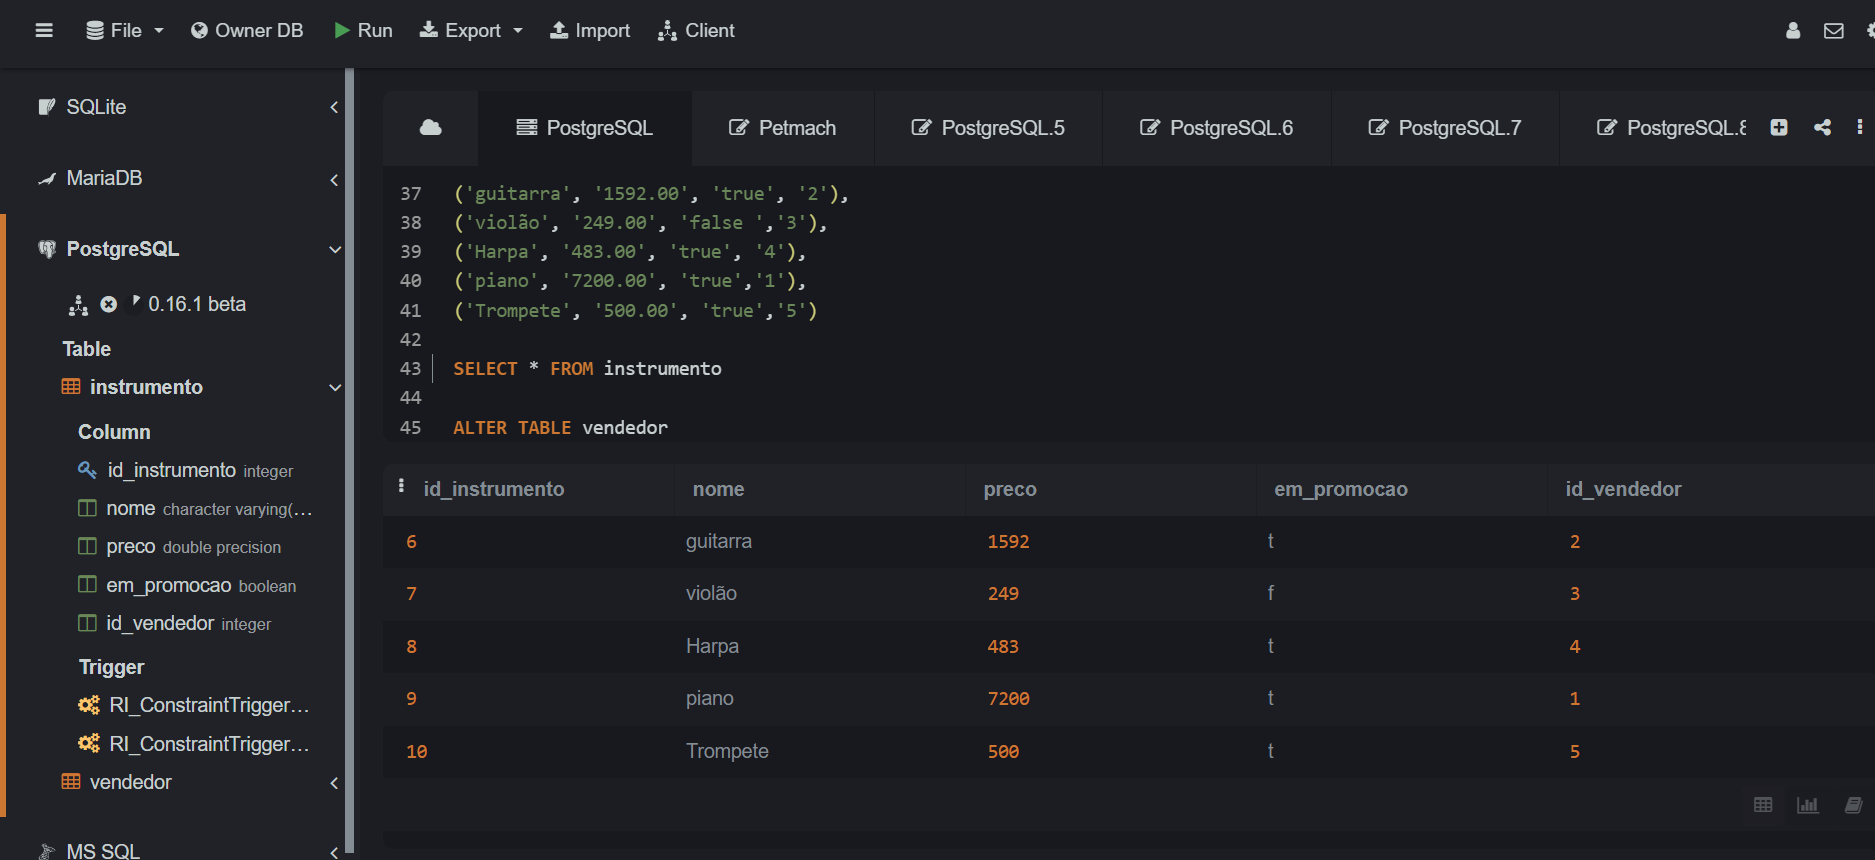 File Owner DB Run Export Import Client
SQLite
MariaDB
PostgreSQL
0.16.1 beta
Table
instrumento
Column
id_instrumento integer
nome character varying(...
preco double precision
em_promocao boolean
id_vendedor integer
Trigger
RI_ConstraintTrigger...
RI_ConstraintTrigger...
vendedor
MS SQL
PostgreSQL Petmach PostgreSQL.5 PostgreSQL.6 PostgreSQL.7 PostgreSQL.8
37 ('guitarra', '1592.00', 'true', '2'),
38 ('violão', '249.00', 'false ','3'),
39 ('Harpa', '483.00', 'true', '4'),
40 ('piano', '7200.00', 'true','1'),
41 ('Trompete', '500.00', 'true','5')
42
43 SELECT * FROM instrumento
44
45 ALTER TABLE vendedor
id_instrumento nome preco em_promocao id_vendedor
6 guitarra 1592 t 2
7 violão 249 f 3
8 Harpa 483 t 4
9 piano 7200 t 1
10 Trompete 500 t 5